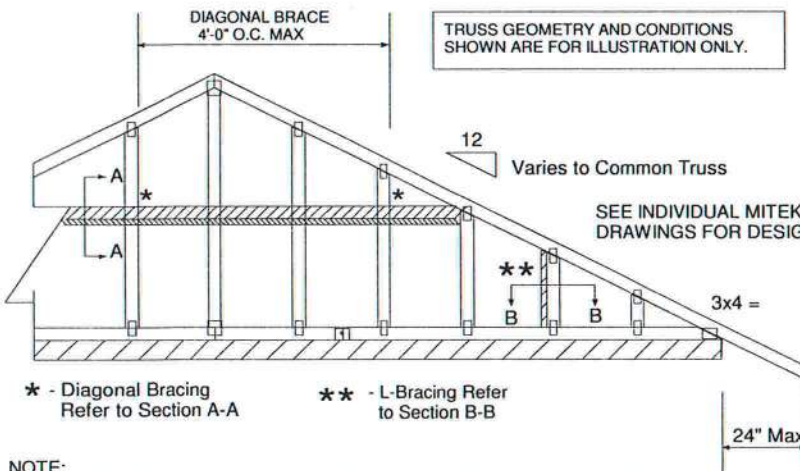 DIAGONAL BRACE
4'-0" O.C. MAX
TRUSS GEOMETRY AND CONDITIONS
SHOWN ARE FOR ILLUSTRATION ONLY.
12
Varies to Common Truss
A
*
*
A
SEE INDIVIDUAL MITEK
DRAWINGS FOR DESIG
**
B
B
3x4 =
* - Diagonal Bracing
Refer to Section A-A
** - L-Bracing Refer
to Section B-B
24" Max
NOTE: